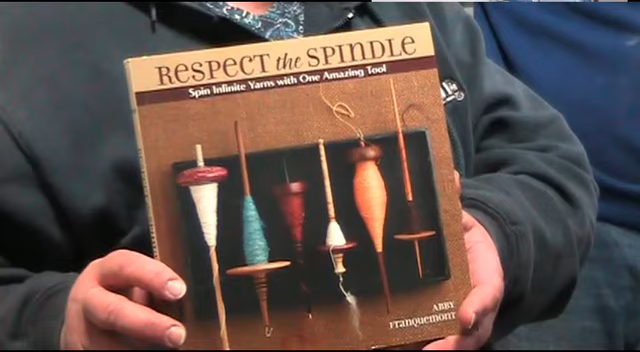 RESPECT the SPINDLE
Spin Infinite Yarns with One Amazing Tool
ABBY
FRANQUEMONT